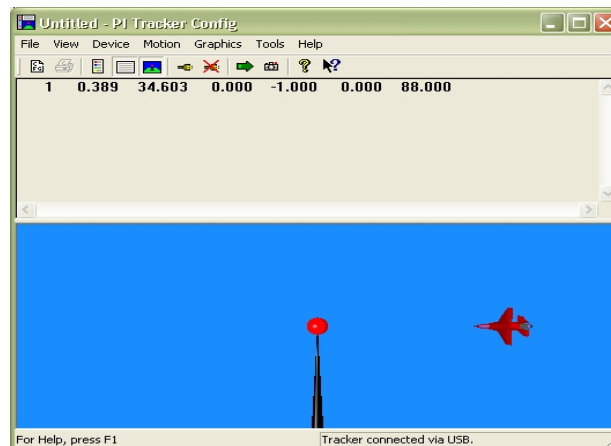 Untitled - PI Tracker Config
File View Device Motion Graphics Tools Help
1 0.389 34.603 0.000 -1.000 0.000 88.000
For Help, press F1 Tracker connected via USB.